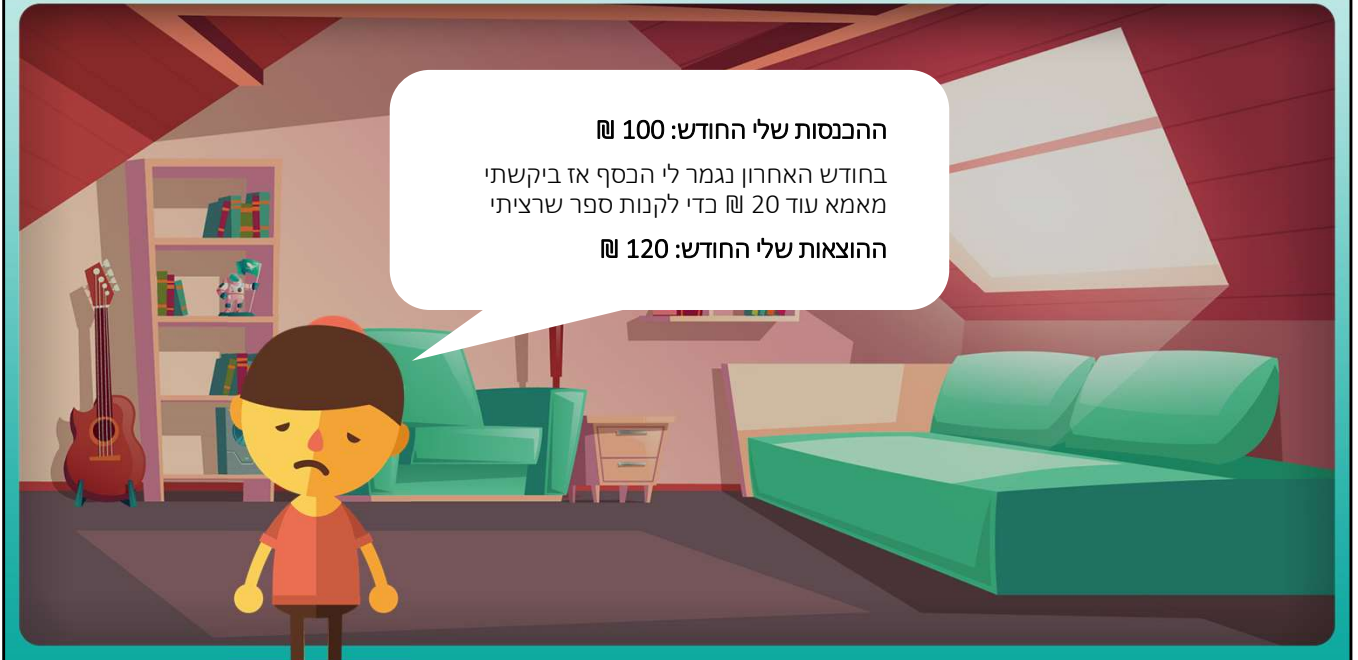 ההכנסות שלי החודש: 100 ₪
בחודש האחרון נגמר לי הכסף אז ביקשתי
מאמא עוד 20 ₪ כדי לקנות ספר שרציתי
ההוצאות שלי החודש: 120 ₪